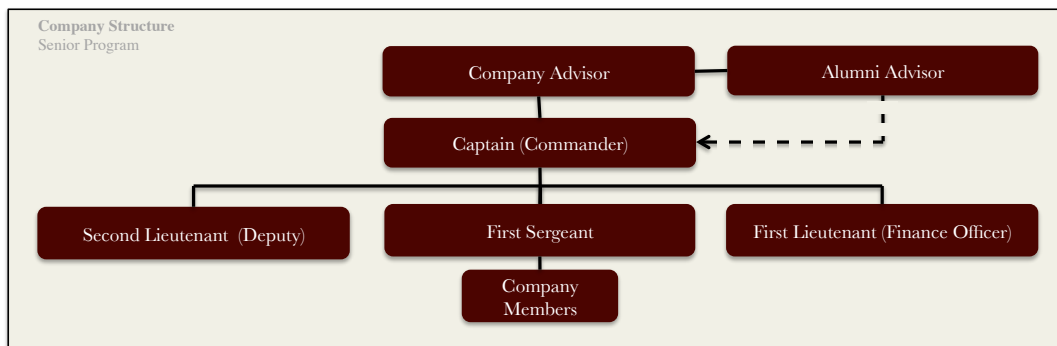 Company Structure
Senior Program
Company Advisor
Alumni Advisor
Captain (Commander)
Second Lieutenant  (Deputy)
First Sergeant
First Lieutenant (Finance Officer)
Company
Members